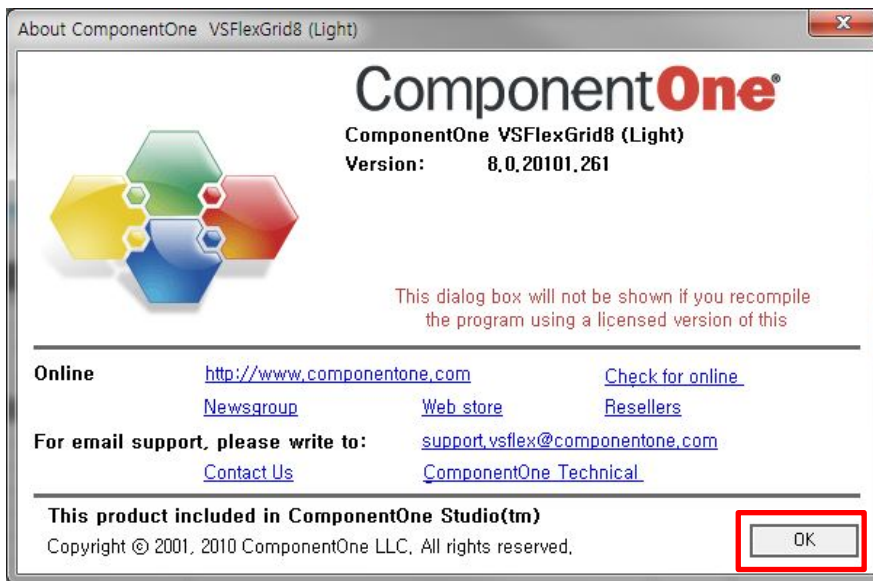 About ComponentOne VSFlexGrid8 (Light)
ComponentOne®
ComponentOne VSFlexGrid8 (Light)
Version: 8,0,20101,261
This dialog box will not be shown if you recompile
the program using a licensed version of this
Online http://www,componentone,com Check for online
Newsgroup Web store Resellers
For email support, please write to: support,vsflex@componentone,com
Contact Us ComponentOne Technical
This product included in ComponentOne Studio(tm)
Copyright © 2001, 2010 ComponentOne LLC, All rights reserved,
OK